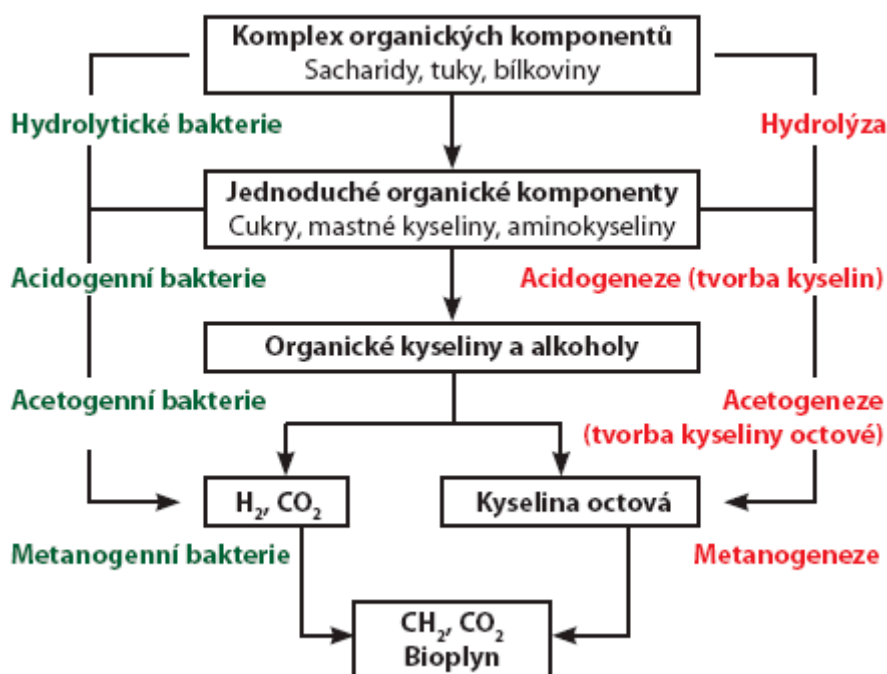 Komplex organických komponentů
Sacharidy, tuky, bílkoviny
Hydrolytické bakterie
Hydrolýza
Jednoduché organické komponenty
Cukry, mastné kyseliny, aminokyseliny
Acidogenní bakterie
Acidogeneze (tvorba kyselin)
Organické kyseliny a alkoholy
Acetogenní bakterie
Acetogeneze
(tvorba kyseliny octové)
H₂, CO₂
Kyselina octová
Metanogenní bakterie
Metanogeneze
CH₂, CO₂
Bioplyn